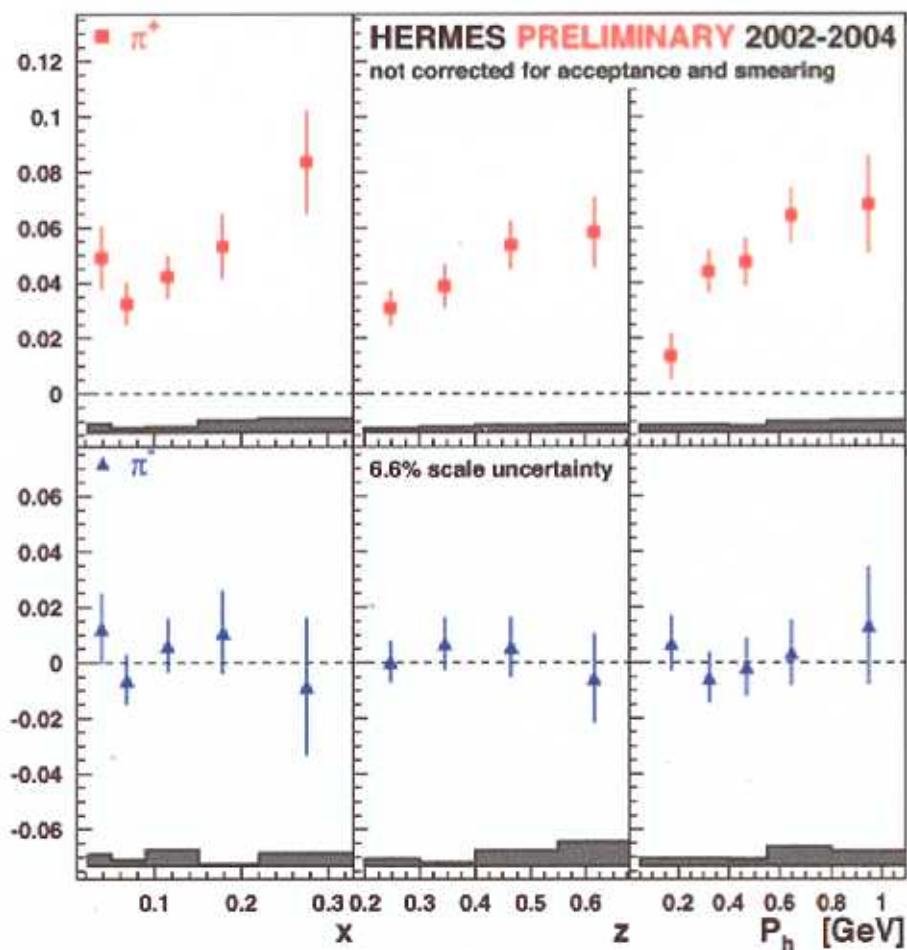 π+
HERMES PRELIMINARY 2002-2004
not corrected for acceptance and smearing
0.12
0.1
0.08
0.06
0.04
0.02
0
π-
6.6% scale uncertainty
0.06
0.04
0.02
0
-0.02
-0.04
-0.06
0.1 0.2 0.3 0.2 0.3 0.4 0.5 0.6 0.2 0.4 0.6 0.8 1
x z Ph [GeV]